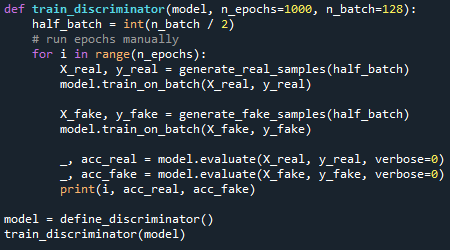 def train_discriminator(model, n_epochs=1000, n_batch=128):
    half_batch = int(n_batch / 2)
    # run epochs manually
    for i in range(n_epochs):
        X_real, y_real = generate_real_samples(half_batch)
        model.train_on_batch(X_real, y_real)

        X_fake, y_fake = generate_fake_samples(half_batch)
        model.train_on_batch(X_fake, y_fake)

        _, acc_real = model.evaluate(X_real, y_real, verbose=0)
        _, acc_fake = model.evaluate(X_fake, y_fake, verbose=0)
        print(i, acc_real, acc_fake)

model = define_discriminator()
train_discriminator(model)